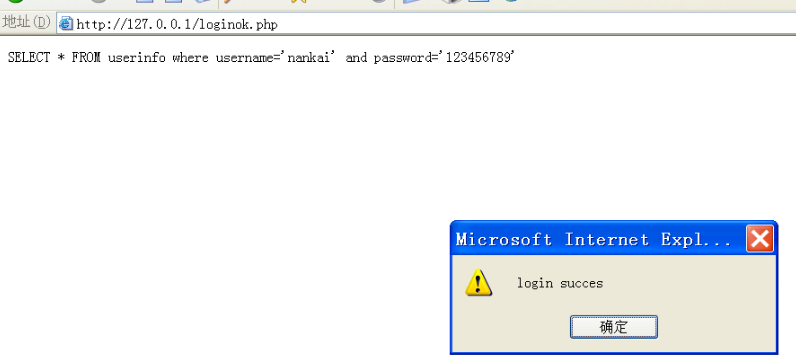 地址(D) http://127.0.0.1/loginok.php
SELECT * FROM userinfo where username='nankai' and password='123456789'
Microsoft Internet Expl...
login succes
确定